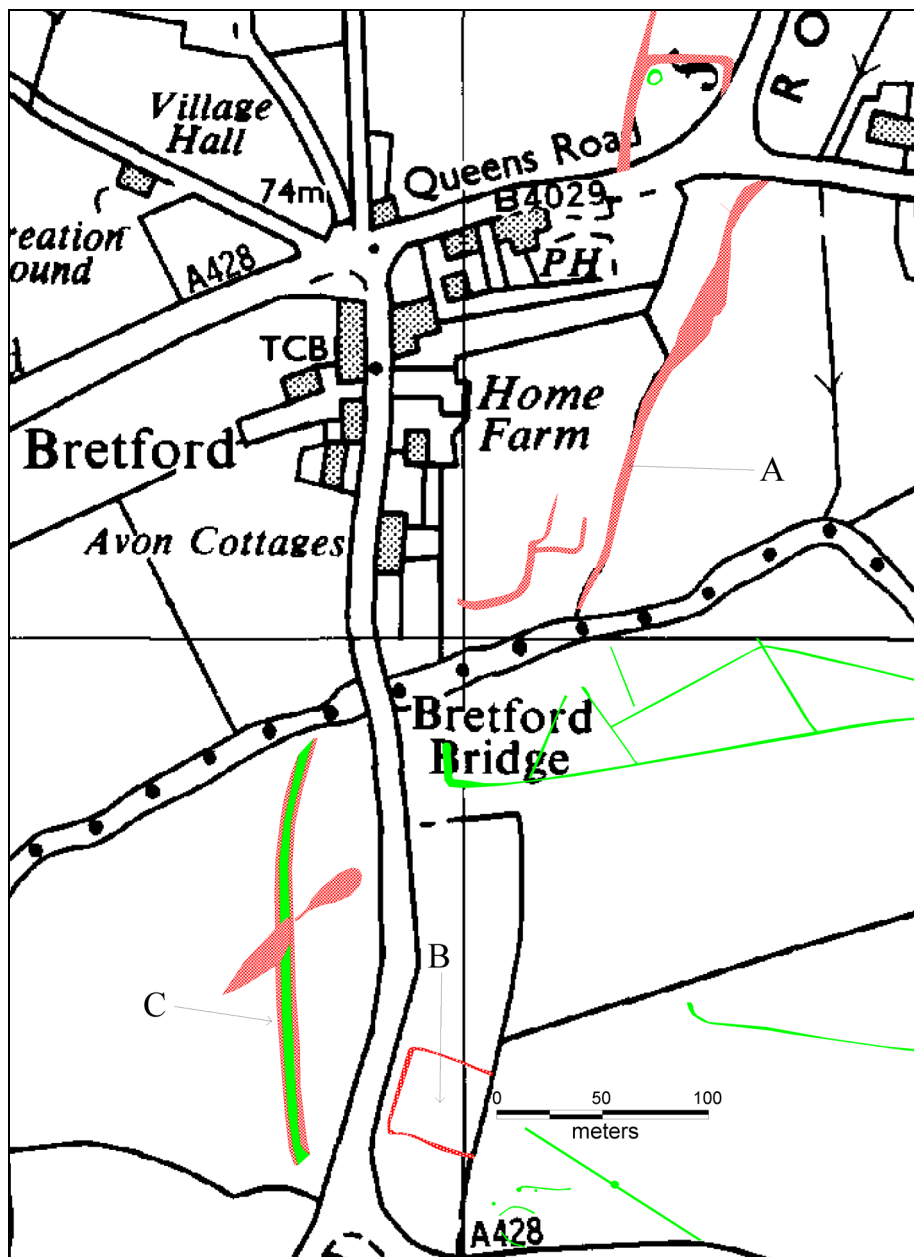 R O
Village
Hall
Queens Road
74m
B4029
reation
ound
A428
PH
TCB
Home
Farm
Bretford
A
Avon Cottages
Bretford
Bridge
B
C
0 50 100
meters
A428